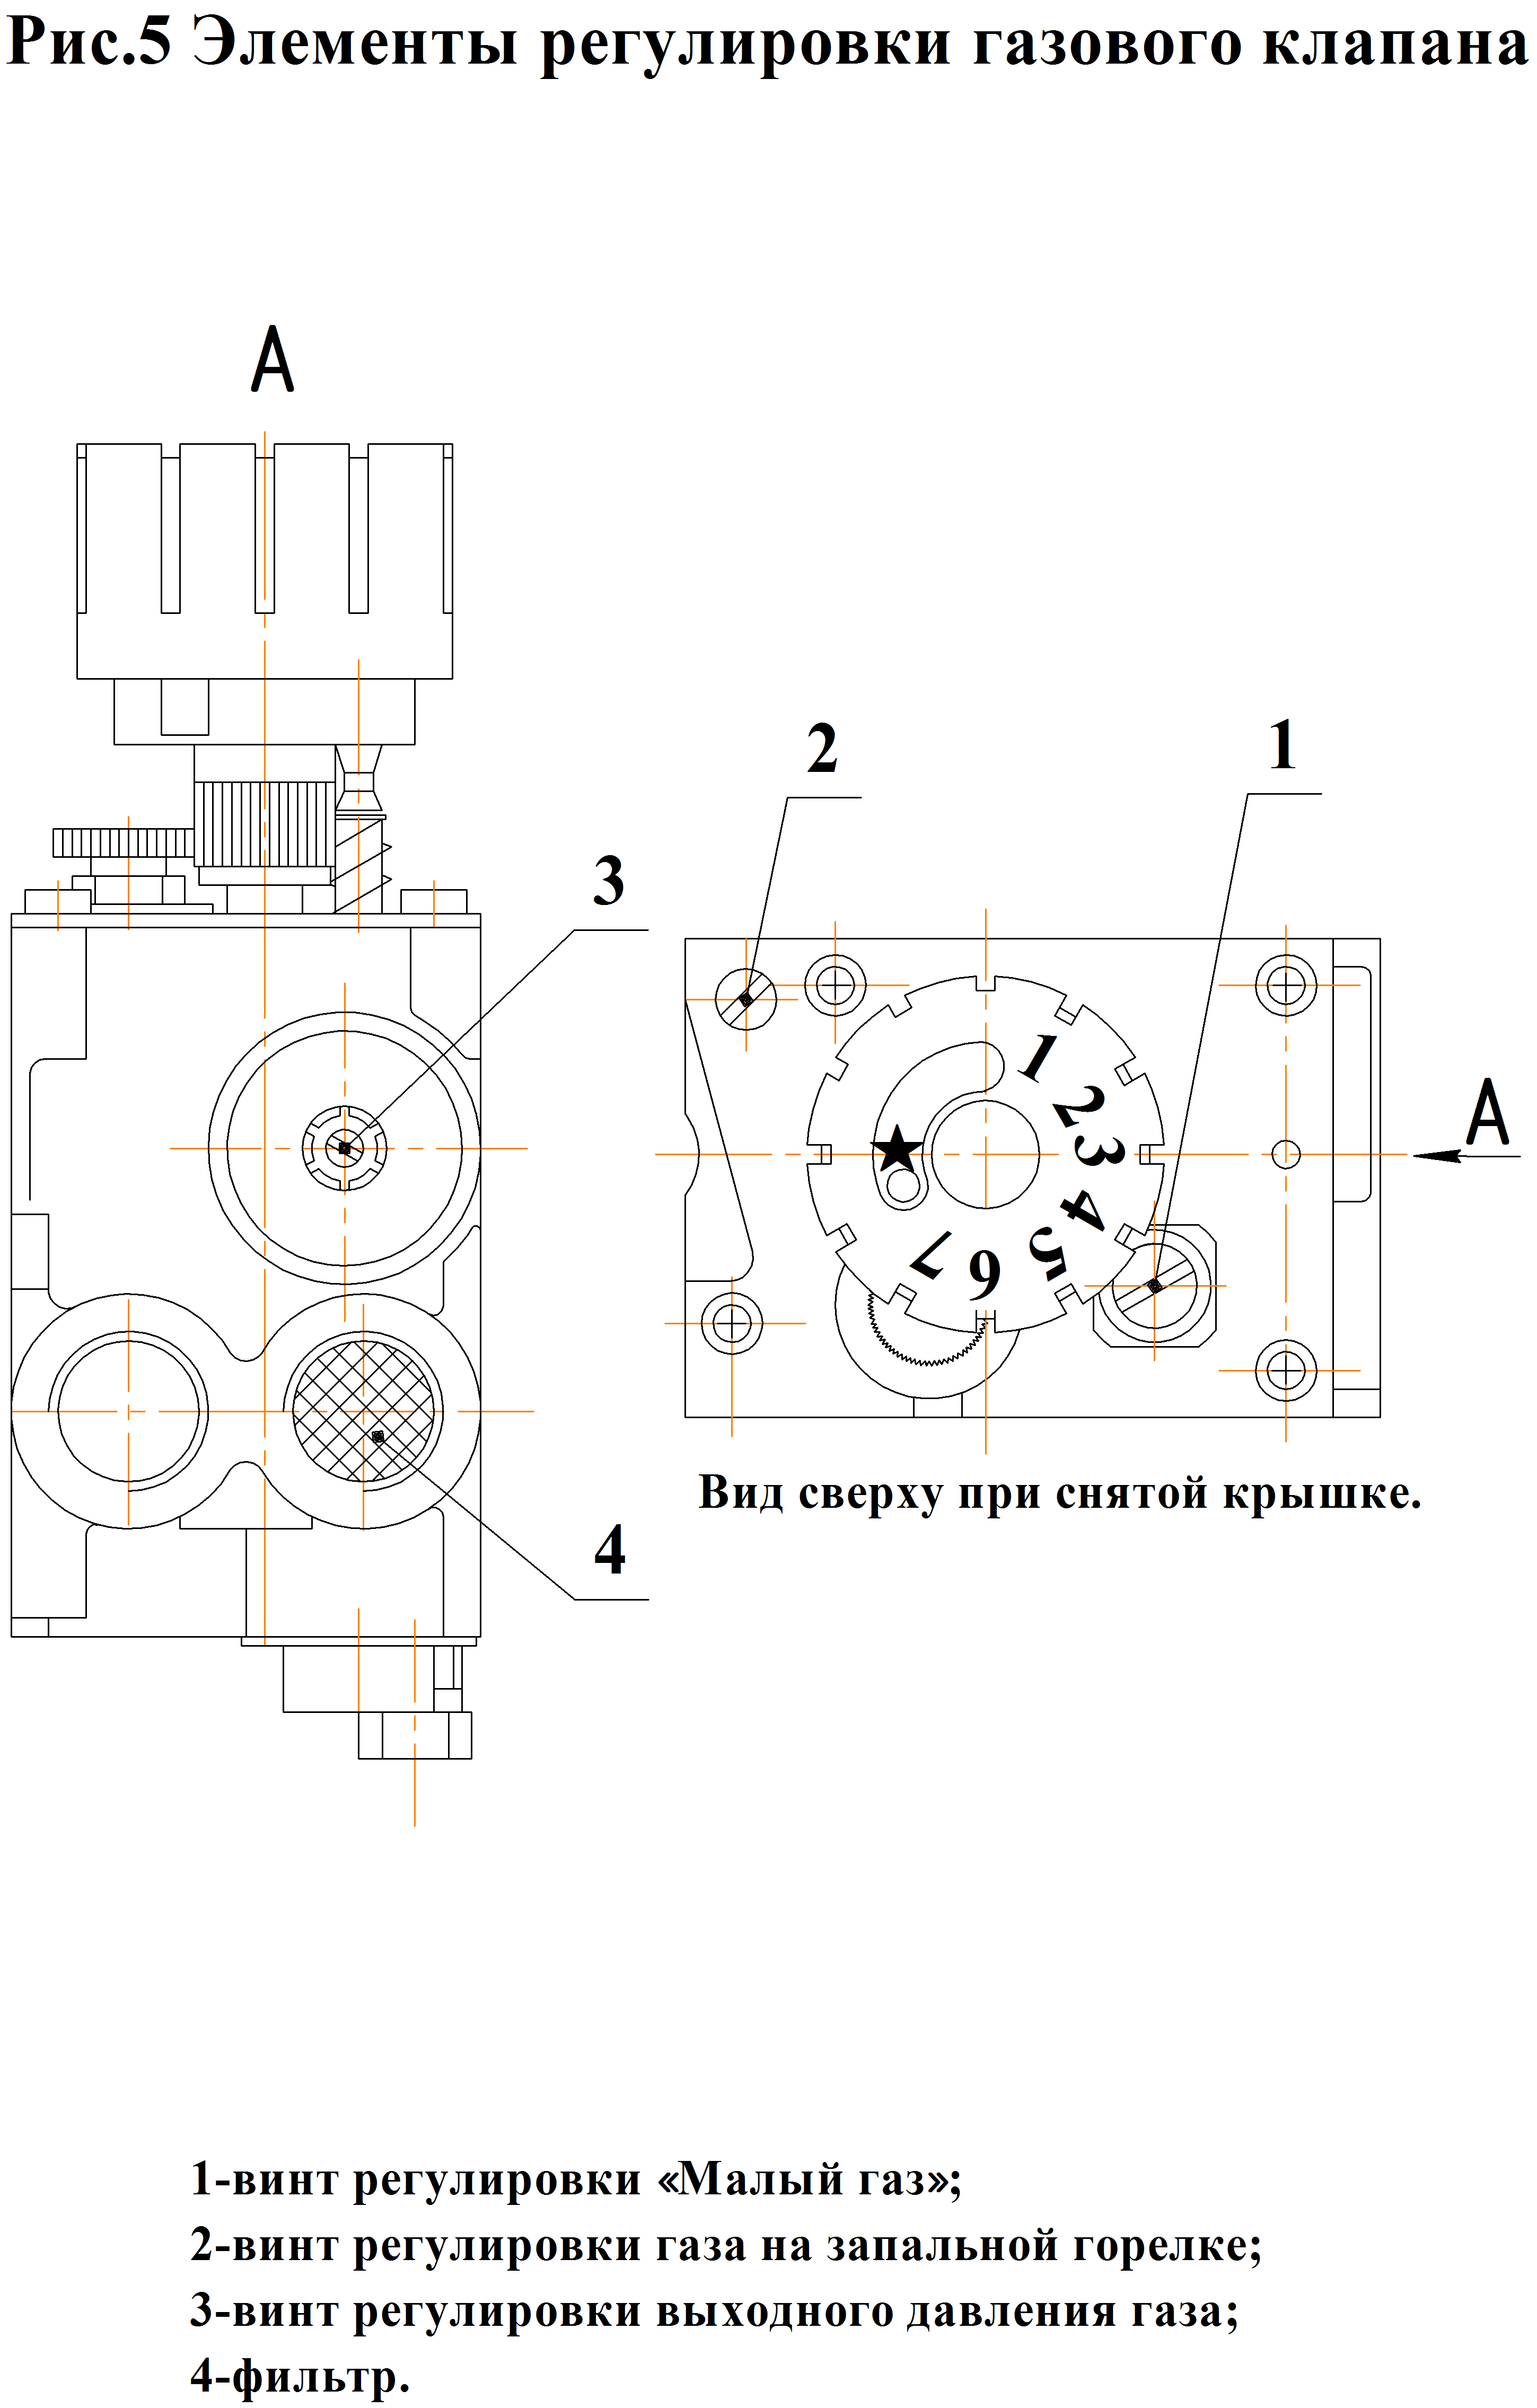 Рис.5 Элементы регулировки газового клапана
А
2
1
3
1
2
3
4
5
6
7
А
Вид сверху при снятой крышке.
4
1-винт регулировки «Малый газ»;
2-винт регулировки газа на запальной горелке;
3-винт регулировки выходного давления газа;
4-фильтр.